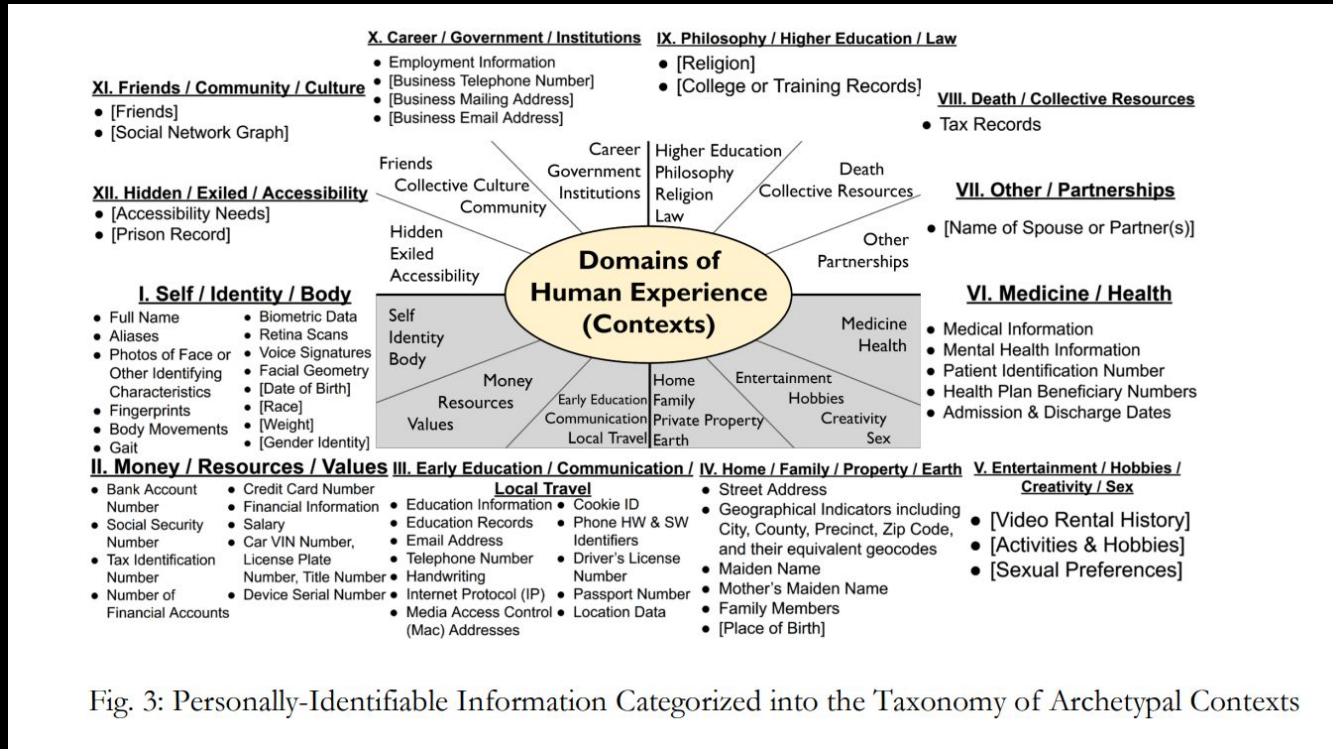 X. Career / Government / Institutions
● Employment Information
● [Business Telephone Number]
● [Business Mailing Address]
● [Business Email Address]
IX. Philosophy / Higher Education / Law
● [Religion]
● [College or Training Records]
XI. Friends / Community / Culture
● [Friends]
● [Social Network Graph]
VIII. Death / Collective Resources
● Tax Records
XII. Hidden / Exiled / Accessibility
● [Accessibility Needs]
● [Prison Record]
VII. Other / Partnerships
● [Name of Spouse or Partner(s)]
Friends
Collective Culture
Community
Career
Government
Institutions
Higher Education
Philosophy
Religion
Law
Death
Collective Resources
Other
Partnerships
Hidden
Exiled
Accessibility
Domains of
Human Experience
(Contexts)
Self
Identity
Body
Money
Resources
Values
Early Education
Communication
Local Travel
Home
Family
Private Property
Earth
Entertainment
Hobbies
Creativity
Sex
Medicine
Health
I. Self / Identity / Body
● Full Name
● Aliases
● Photos of Face or
Other Identifying
Characteristics
● Fingerprints
● Body Movements
● Gait
● Biometric Data
● Retina Scans
● Voice Signatures
● Facial Geometry
● [Date of Birth]
● [Race]
● [Weight]
● [Gender Identity]
VI. Medicine / Health
● Medical Information
● Mental Health Information
● Patient Identification Number
● Health Plan Beneficiary Numbers
● Admission & Discharge Dates
II. Money / Resources / Values
● Bank Account
Number
● Social Security
Number
● Tax Identification
Number
● Number of
Financial Accounts
● Credit Card Number
● Financial Information
● Salary
● Car VIN Number,
License Plate
Number, Title Number
● Device Serial Number
III. Early Education / Communication /
Local Travel
● Education Information
● Education Records
● Email Address
● Telephone Number
● Handwriting
● Internet Protocol (IP)
● Media Access Control
(Mac) Addresses
● Cookie ID
● Phone HW & SW
Identifiers
● Driver's License
Number
● Passport Number
● Location Data
IV. Home / Family / Property / Earth
● Street Address
● Geographical Indicators including
City, County, Precinct, Zip Code,
and their equivalent geocodes
● Maiden Name
● Mother's Maiden Name
● Family Members
● [Place of Birth]
V. Entertainment / Hobbies /
Creativity / Sex
● [Video Rental History]
● [Activities & Hobbies]
● [Sexual Preferences]
Fig. 3: Personally-Identifiable Information Categorized into the Taxonomy of Archetypal Contexts